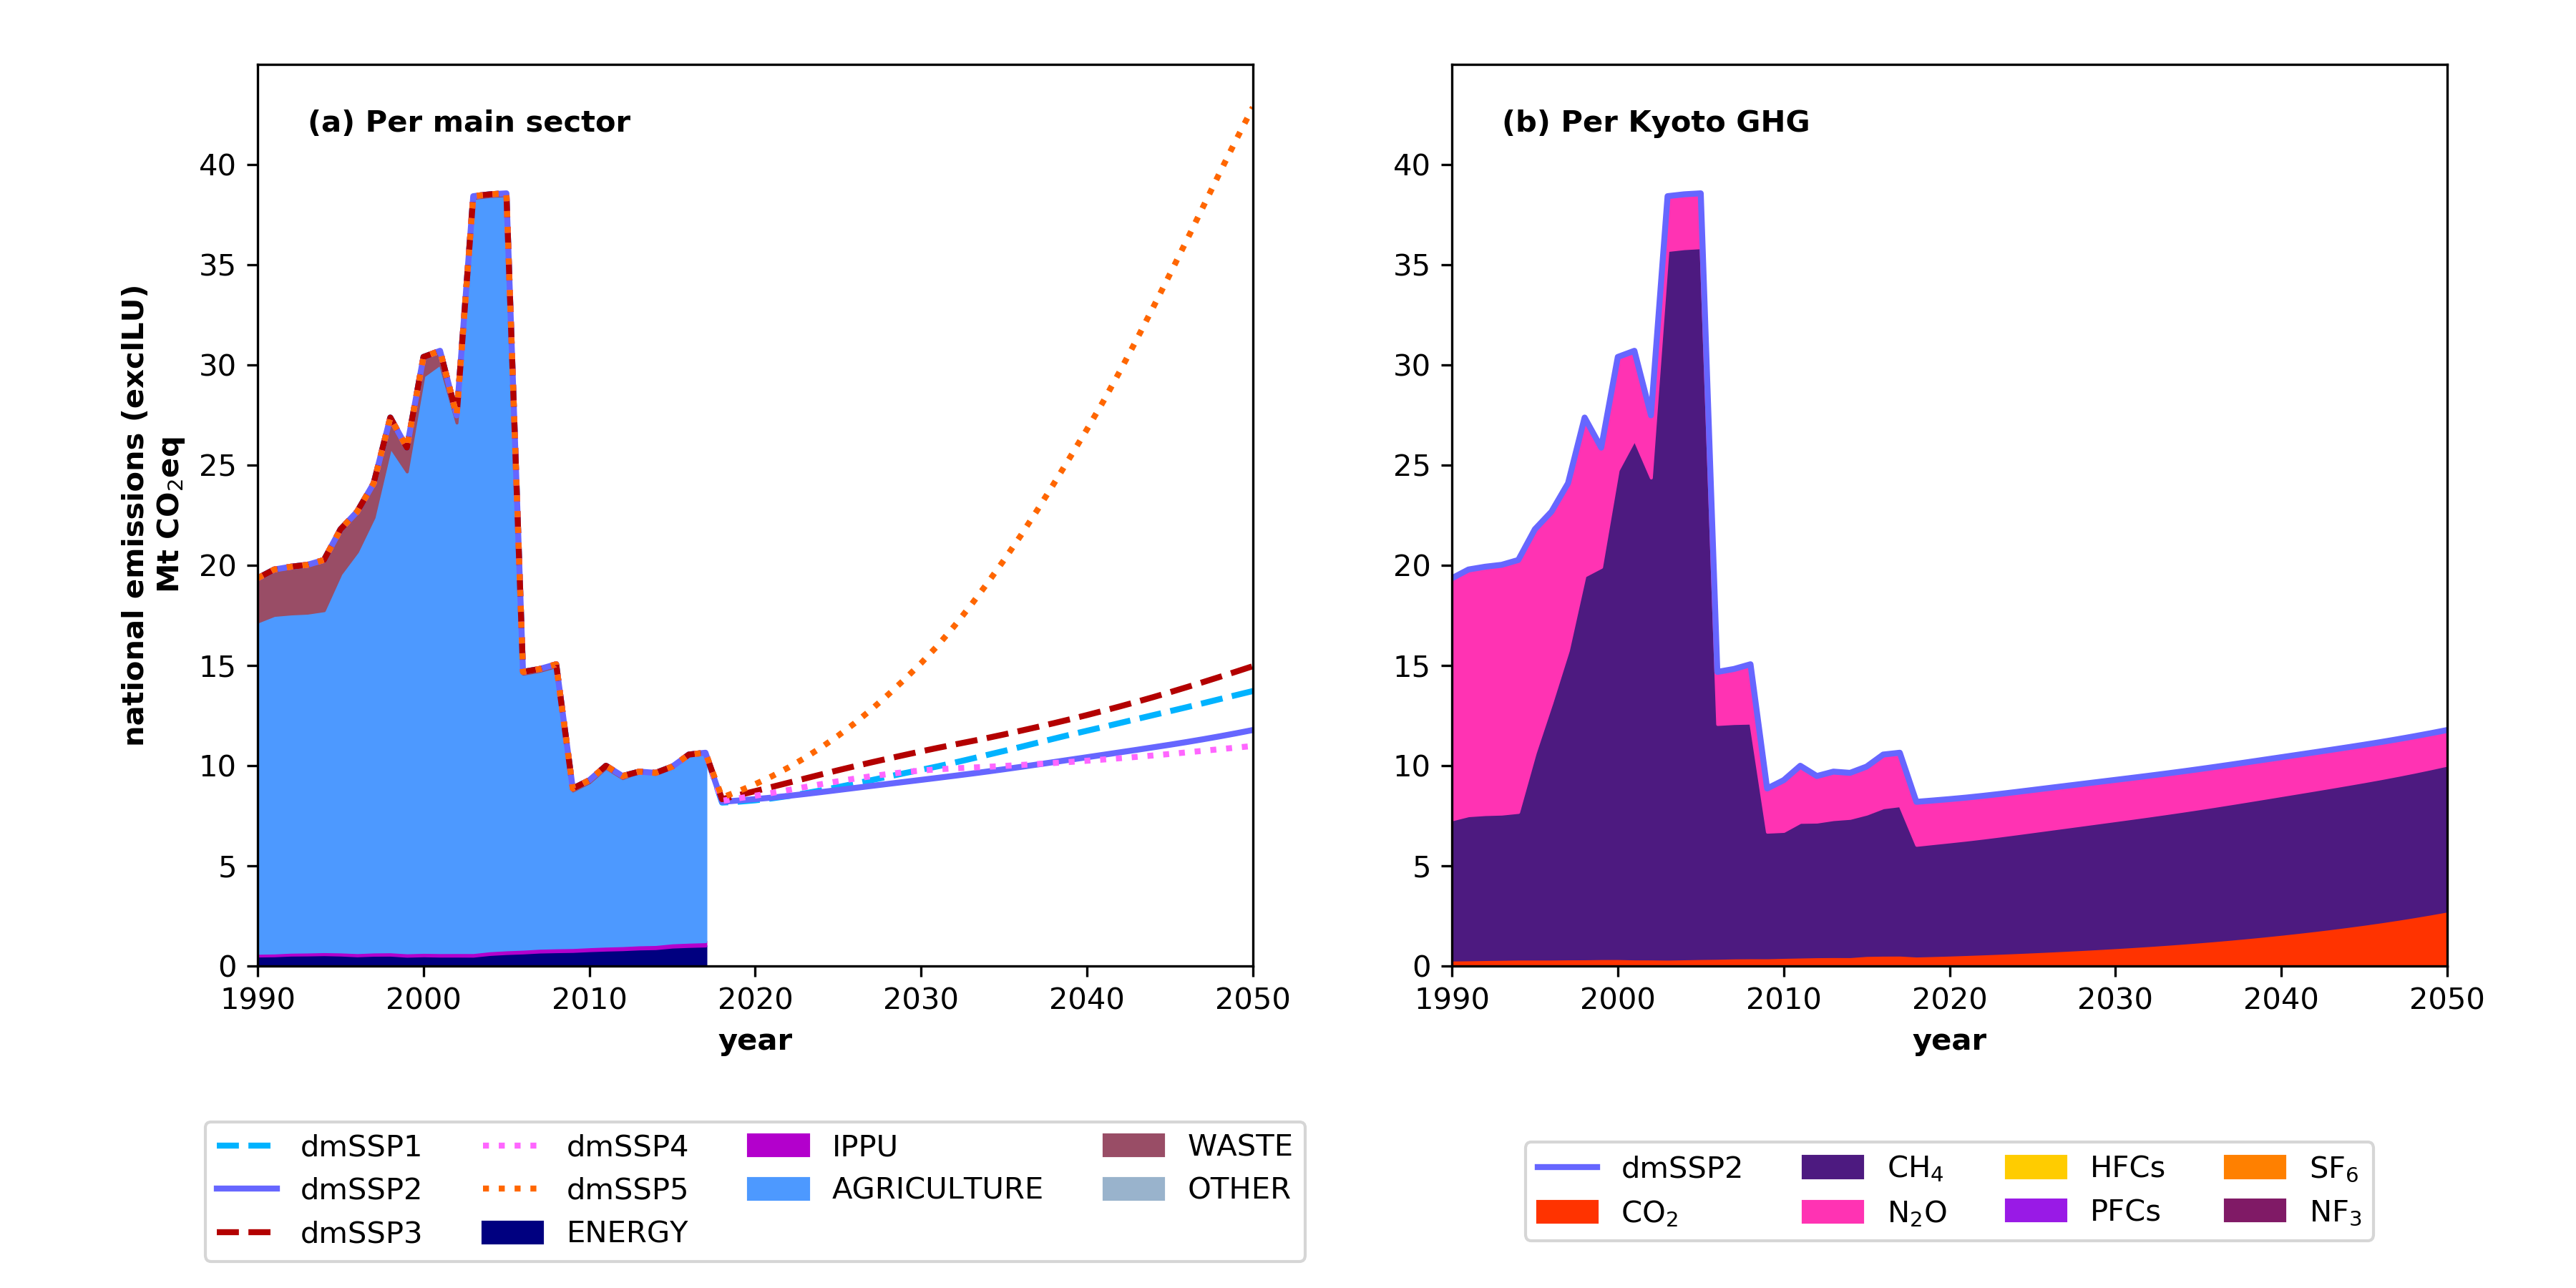 (a) Per main sector
national emissions (exclLU)
Mt CO₂eq
40
35
30
25
20
15
10
5
0
1990 2000 2010 2020 2030 2040 2050
year
dmSSP1 dmSSP4 IPPU WASTE
dmSSP2 dmSSP5 AGRICULTURE OTHER
dmSSP3 ENERGY
(b) Per Kyoto GHG
40
35
30
25
20
15
10
5
0
1990 2000 2010 2020 2030 2040 2050
year
dmSSP2 CH₄ HFCs SF₆
CO₂ N₂O PFCs NF₃